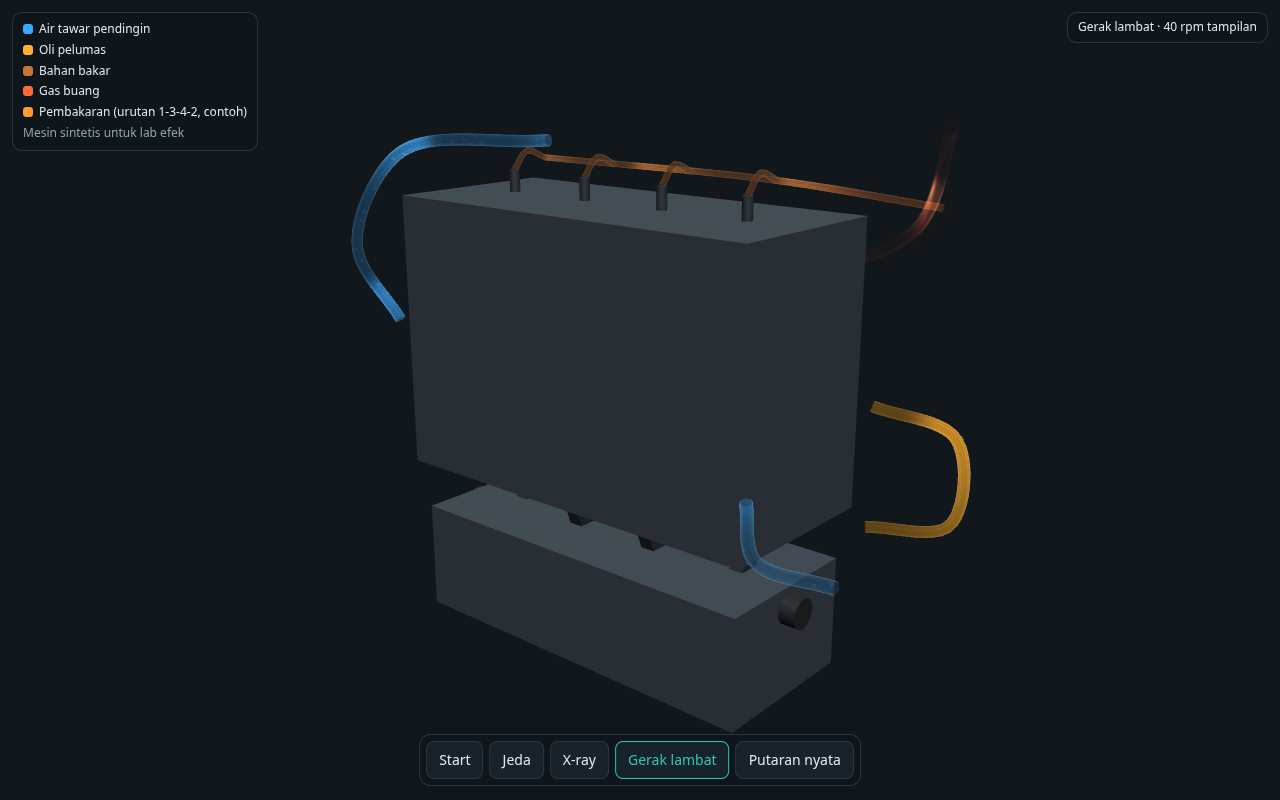 Air tawar pendingin
Oli pelumas
Bahan bakar
Gas buang
Pembakaran (urutan 1-3-4-2, contoh)
Mesin sintetis untuk lab efek
Gerak lambat · 40 rpm tampilan
Start
Jeda
X-ray
Gerak lambat
Putaran nyata